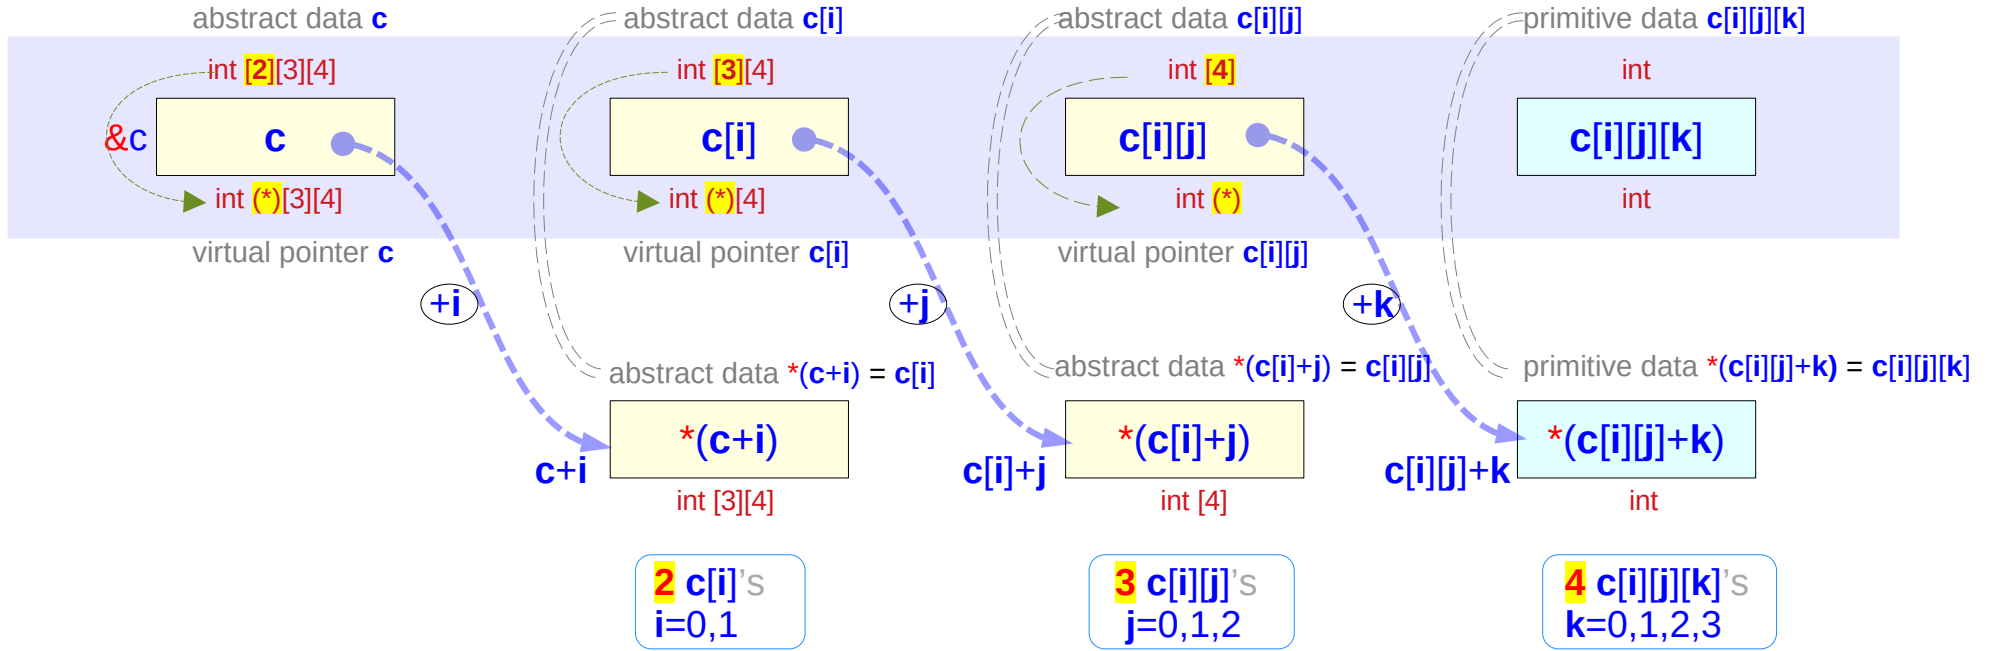 abstract data c
abstract data c[i]
abstract data c[i][j]
primitive data c[i][j][k]
int [2][3][4]
int [3][4]
int [4]
int
&c
c
c[i]
c[i][j]
c[i][j][k]
int (*)[3][4]
int (*)[4]
int (*)
int
virtual pointer c
virtual pointer c[i]
virtual pointer c[i][j]
+i
+j
+k
abstract data *(c+i) = c[i]
abstract data *(c[i]+j) = c[i][j]
primitive data *(c[i][j]+k) = c[i][j][k]
*(c+i)
*(c[i]+j)
*(c[i][j]+k)
c+i
c[i]+j
c[i][j]+k
int [3][4]
int [4]
int
2 c[i]’s
i=0,1
3 c[i][j]’s
j=0,1,2
4 c[i][j][k]’s
k=0,1,2,3